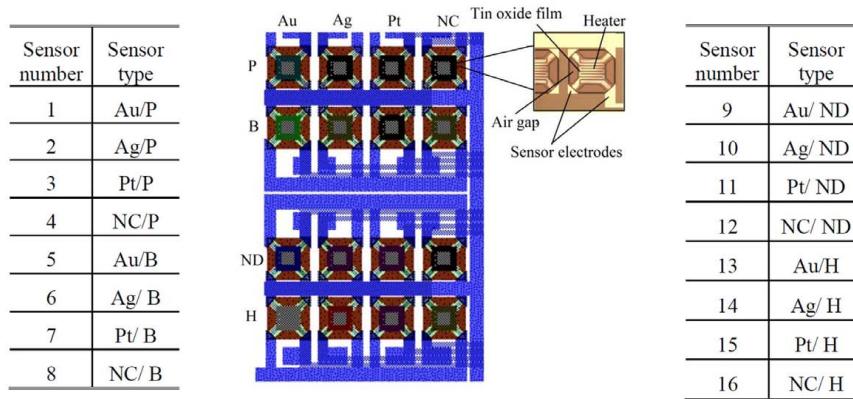 Sensor number Sensor type
1 Au/P
2 Ag/P
3 Pt/P
4 NC/P
5 Au/B
6 Ag/ B
7 Pt/ B
8 NC/ B
Au Ag Pt NC
P
B
ND
H
Tin oxide film
Heater
Air gap
Sensor electrodes
Sensor number Sensor type
9 Au/ ND
10 Ag/ ND
11 Pt/ ND
12 NC/ ND
13 Au/H
14 Ag/ H
15 Pt/ H
16 NC/ H